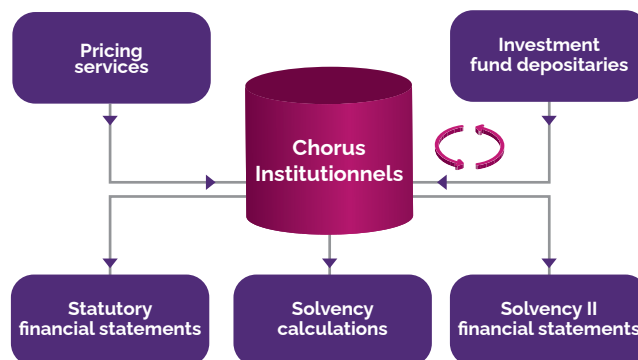 Pricing
services
Investment
fund depositaries
Chorus
Institutionnels
Statutory
financial statements
Solvency
calculations
Solvency II
financial statements